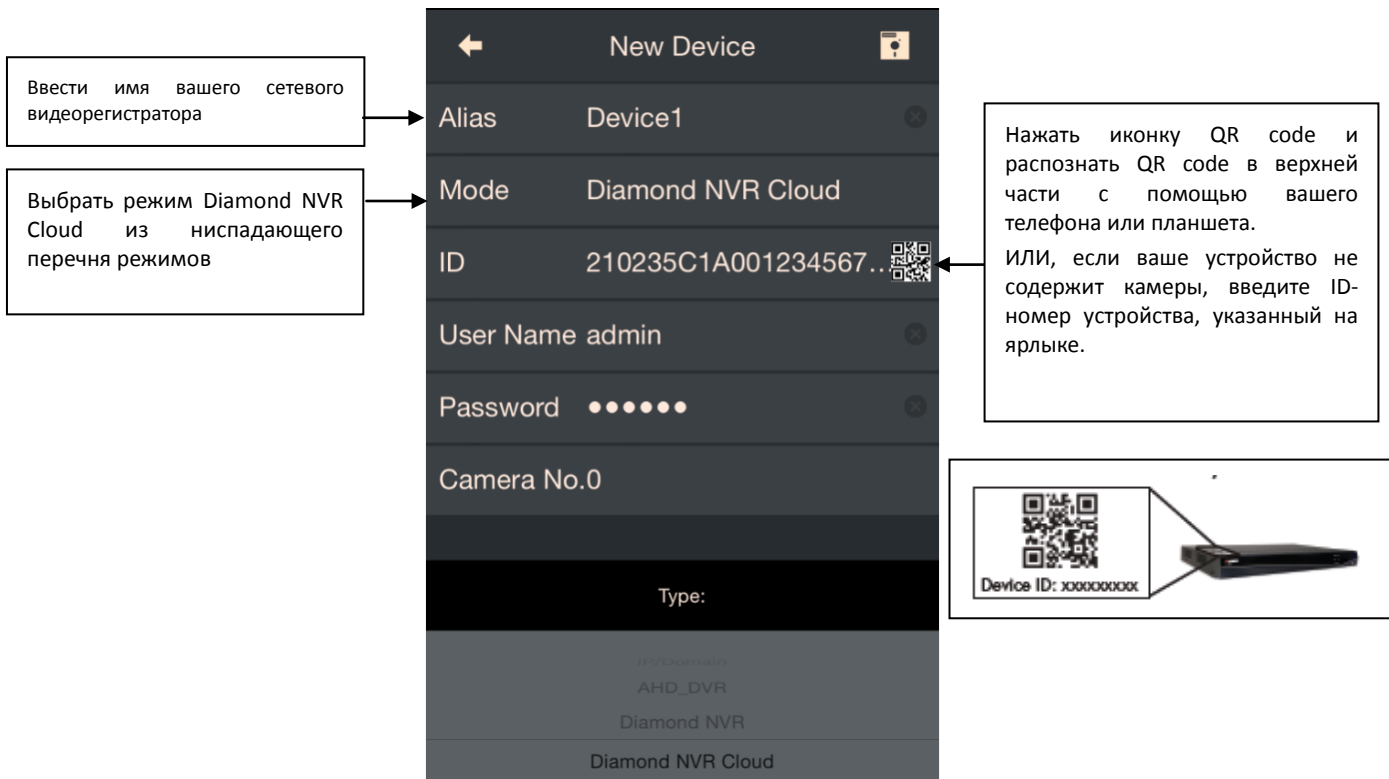 New Device
Ввести имя вашего сетевого
видеорегистратора
Alias Device1
Выбрать режим Diamond NVR
Cloud из ниспадающего
перечня режимов
Mode Diamond NVR Cloud
ID 210235C1A001234567...
Нажать иконку QR code и
распознать QR code в верхней
части с помощью вашего
телефона или планшета.
ИЛИ, если ваше устройство не
содержит камеры, введите ID-
номер устройства, указанный на
ярлыке.
User Name admin
Password ●●●●●●
Camera No.0
Device ID: xxxxxxxxx
Type:
IP/Domain
AHD_DVR
Diamond NVR
Diamond NVR Cloud